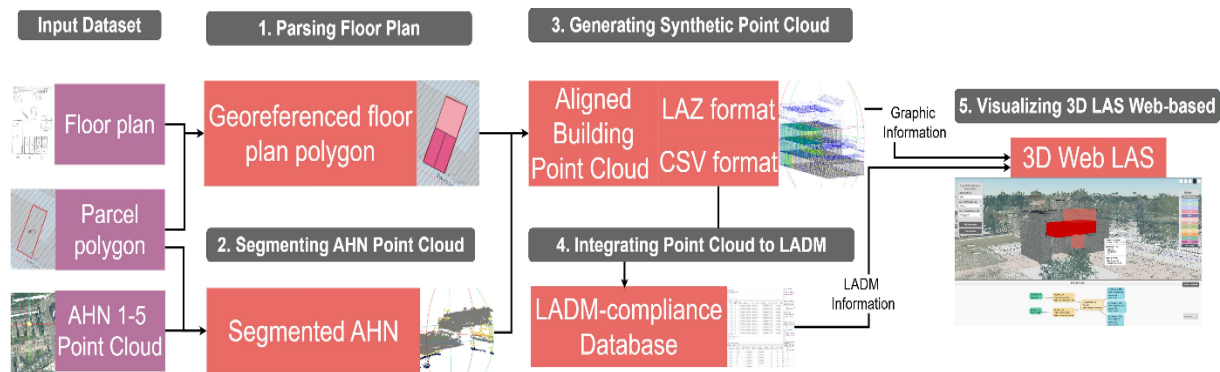 Input Dataset
Floor plan
Parcel
polygon
AHN 1-5
Point Cloud
1. Parsing Floor Plan
Georeferenced floor
plan polygon
2. Segmenting AHN Point Cloud
Segmented AHN
3. Generating Synthetic Point Cloud
Aligned
Building
Point Cloud
LAZ format
CSV format
4. Integrating Point Cloud to LADM
LADM-compliance
Database
Graphic
Information
LADM
Information
5. Visualizing 3D LAS Web-based
3D Web LAS